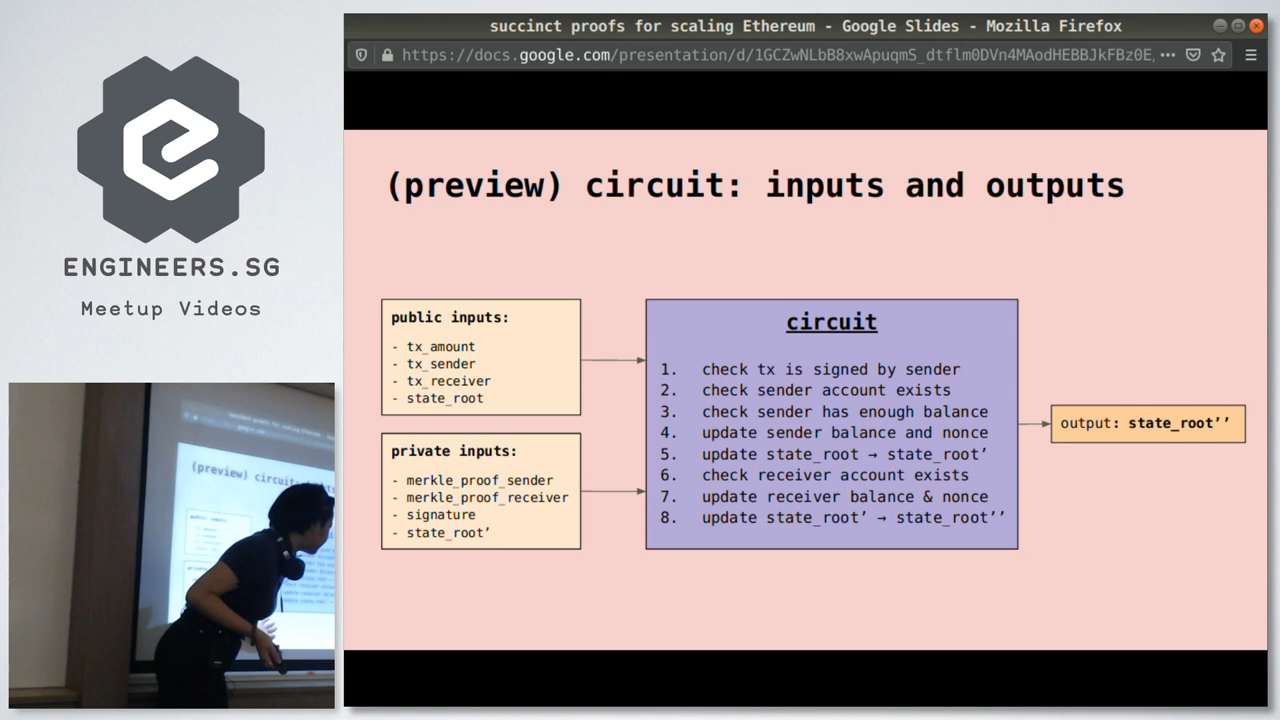 succinct proofs for scaling Ethereum - Google Slides - Mozilla Firefox
https://docs.google.com/presentation/d/1GCZwNLbB8xwApuqmS_dtflm0DVn4MAodHEBBJkFBz0E,
ENGINEERS.SG
Meetup Videos
(preview) circuit: inputs and outputs
public inputs:
- tx_amount
- tx_sender
- tx_receiver
- state_root
private inputs:
- merkle_proof_sender
- merkle_proof_receiver
- signature
- state_root’
circuit
1. check tx is signed by sender
2. check sender account exists
3. check sender has enough balance
4. update sender balance and nonce
5. update state_root → state_root’
6. check receiver account exists
7. update receiver balance & nonce
8. update state_root’ → state_root’’
output: state_root’’
(preview) circuit: